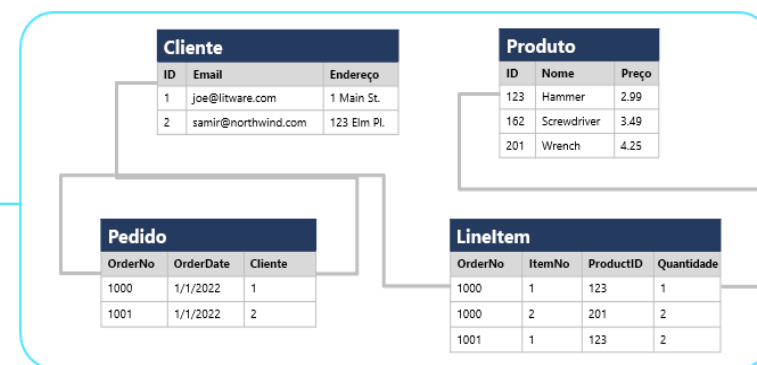 Cliente
ID Email Endereço
1 joe@litware.com 1 Main St.
2 samir@northwind.com 123 Elm Pl.
Produto
ID Nome Preço
123 Hammer 2.99
162 Screwdriver 3.49
201 Wrench 4.25
Pedido
OrderNo OrderDate Cliente
1000 1/1/2022 1
1001 1/1/2022 2
LineItem
OrderNo ItemNo ProductID Quantidade
1000 1 123 1
1000 2 201 2
1001 1 123 2